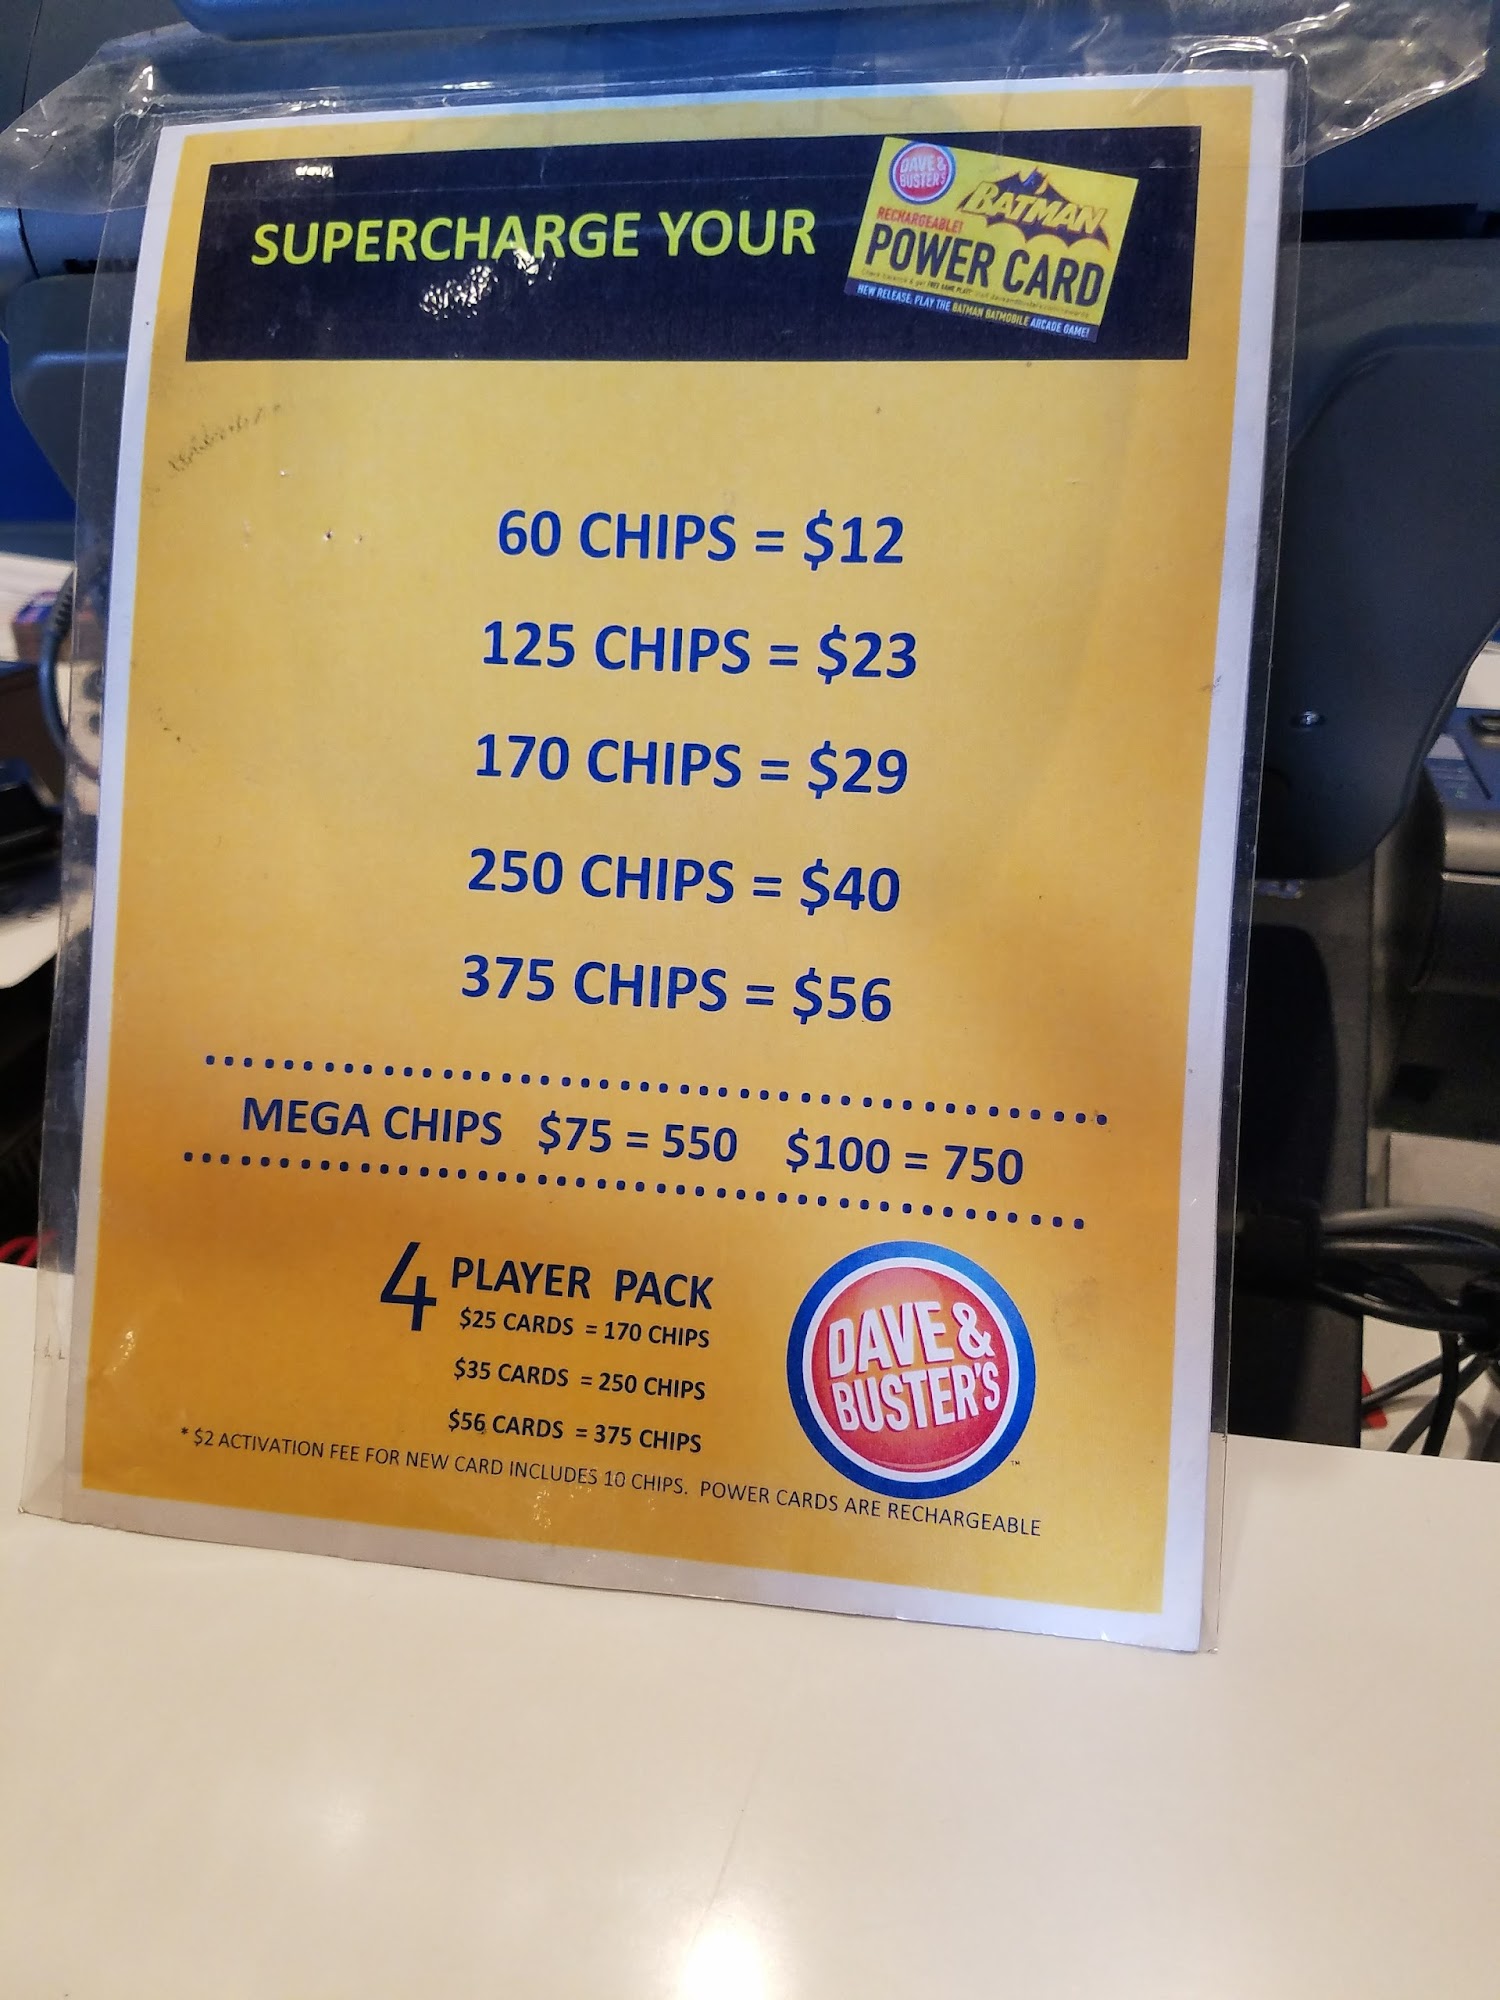 SUPERCHARGE YOUR
DAVE &
BUSTER'S
BATMAN
RECHARGEABLE!
POWER CARD
NEW RELEASE: PLAY THE BATMAN BATMOBILE ARCADE GAME!
60 CHIPS = $12
125 CHIPS = $23
170 CHIPS = $29
250 CHIPS = $40
375 CHIPS = $56
MEGA CHIPS $75 = 550 $100 = 750
4 PLAYER PACK
$25 CARDS = 170 CHIPS
$35 CARDS = 250 CHIPS
$56 CARDS = 375 CHIPS
DAVE &
BUSTER'S
TM
* $2 ACTIVATION FEE FOR NEW CARD INCLUDES 10 CHIPS. POWER CARDS ARE RECHARGEABLE